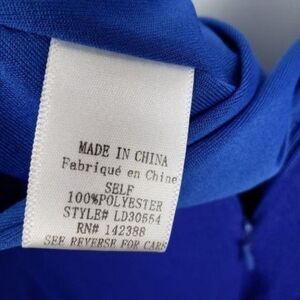 MADE IN CHINA
Fabriqué en Chine
SELF
100%POLYESTER
STYLE# LD30554
RN# 142388
SEE REVERSE FOR CARE